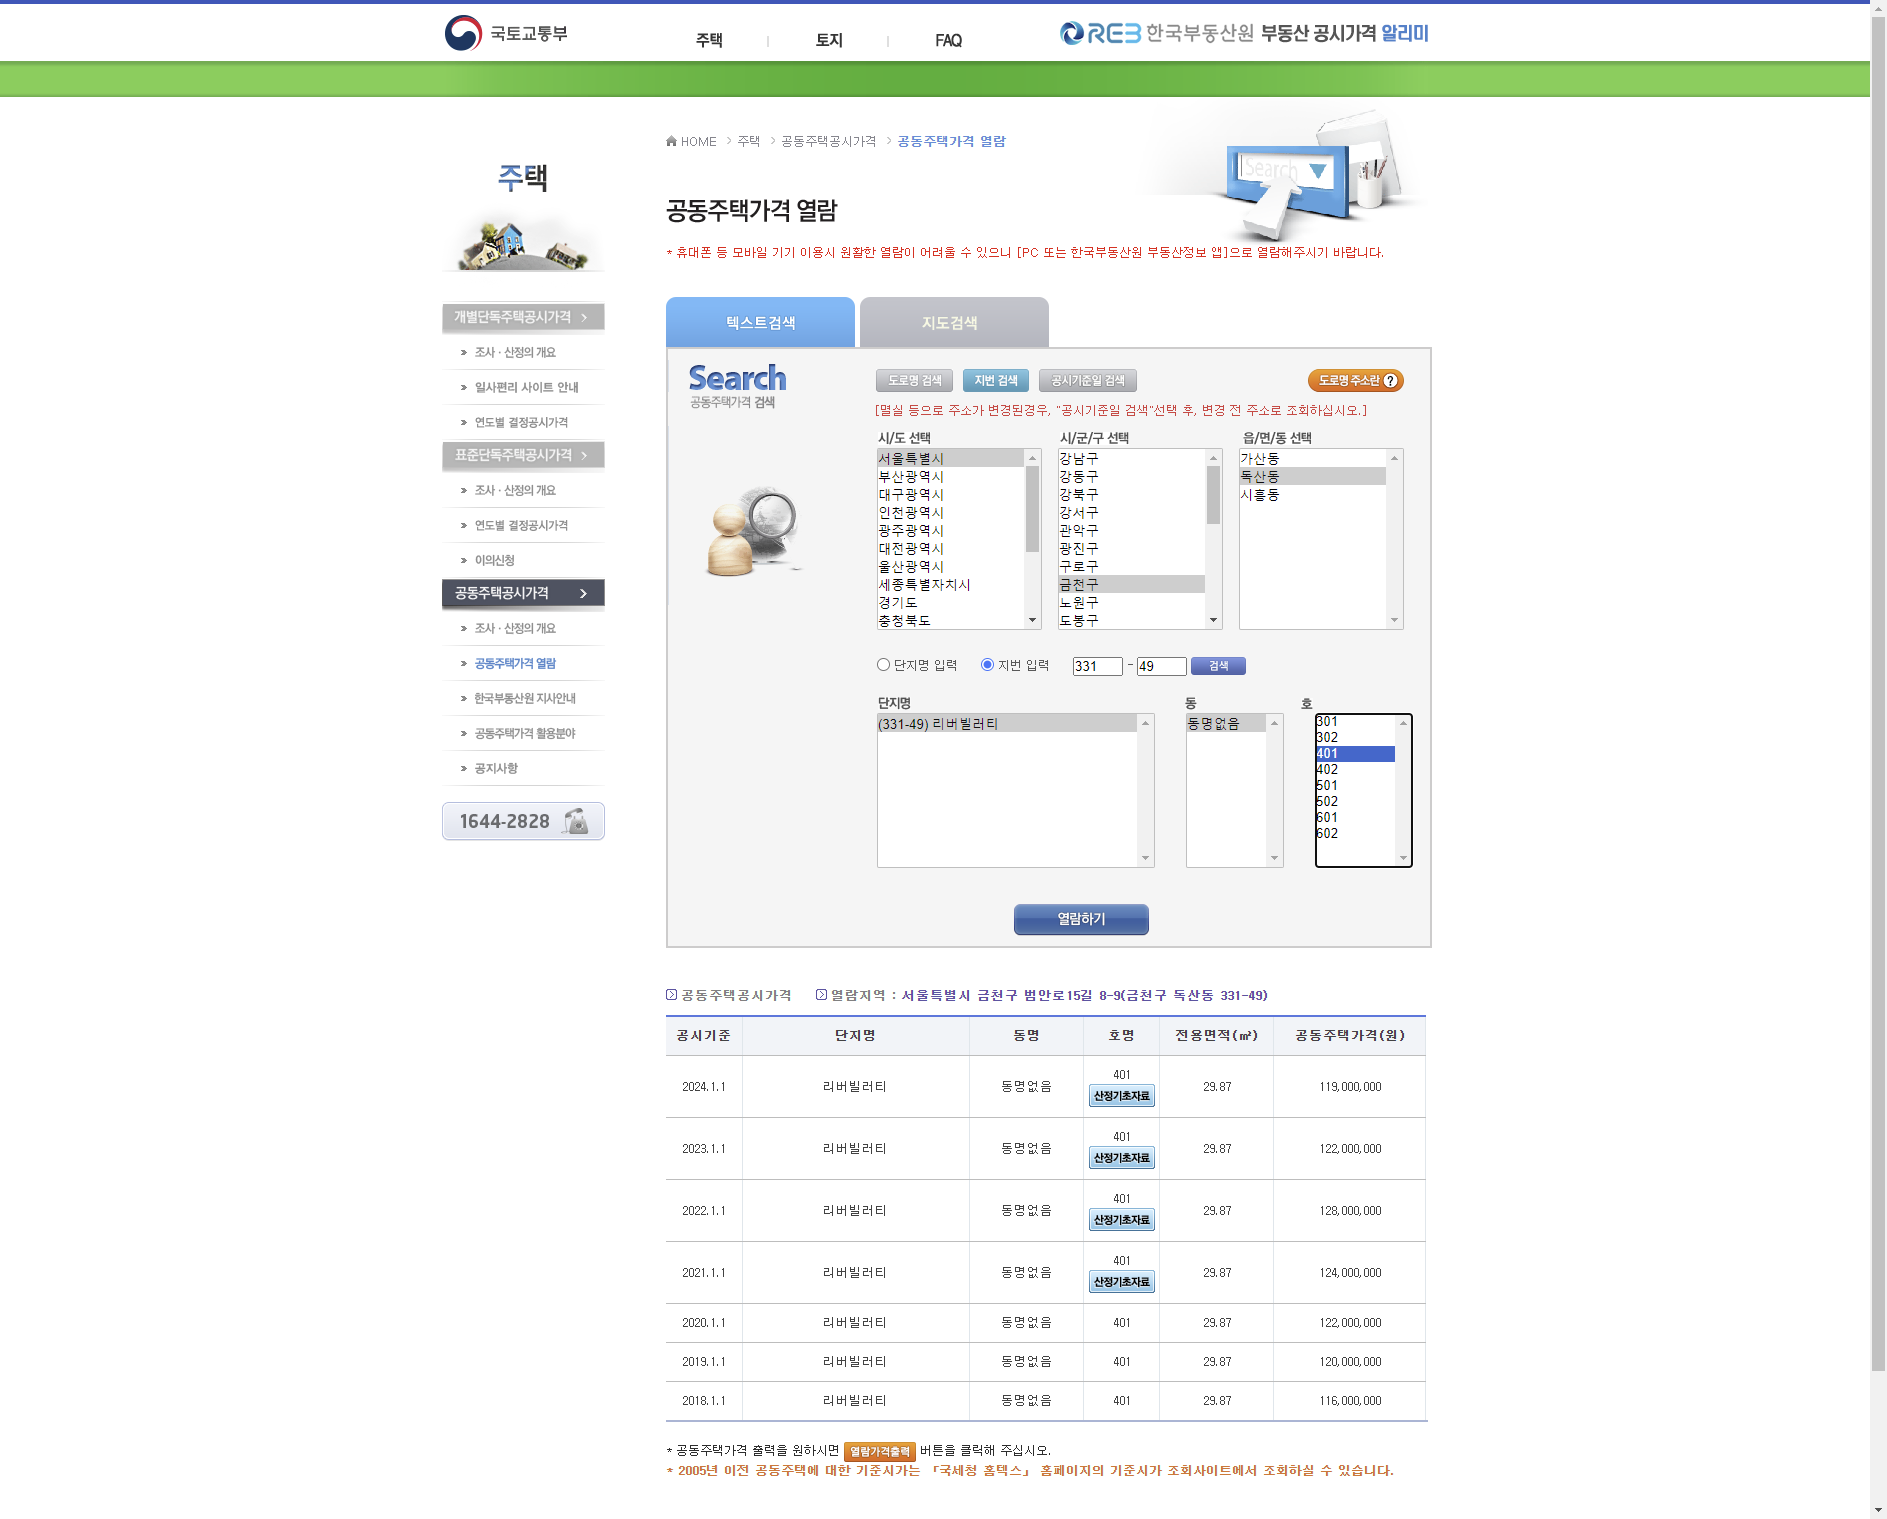 국토교통부
주택
토지
FAQ
REB 한국부동산원 부동산 공시가격 알리미
HOME > 주택 > 공동주택공시가격 > 공동주택가격 열람
주택
공동주택가격 열람
* 휴대폰 등 모바일 기기 이용시 원활한 열람이 어려울 수 있으니 [PC 또는 한국부동산원 부동산정보 앱]으로 열람해주시기 바랍니다.
Search
개별단독주택공시가격
조사 · 산정의 개요
일사편리 사이트 안내
연도별 결정공시가격
표준단독주택공시가격
조사 · 산정의 개요
연도별 결정공시가격
이의신청
공동주택공시가격
조사 · 산정의 개요
공동주택가격 열람
한국부동산원 지사안내
공동주택가격 활용분야
공지사항
1644-2828
텍스트검색
지도검색
Search
공동주택가격 검색
도로명 검색
지번 검색
공시기준일 검색
도로명 주소란 ?
[멸실 등으로 주소가 변경된경우, "공시기준일 검색"선택 후, 변경 전 주소로 조회하십시오.]
시/도 선택
서울특별시
부산광역시
대구광역시
인천광역시
광주광역시
대전광역시
울산광역시
세종특별자치시
경기도
충청북도
시/군/구 선택
강남구
강동구
강북구
강서구
관악구
광진구
구로구
금천구
노원구
도봉구
읍/면/동 선택
가산동
독산동
시흥동
단지명 입력
지번 입력
331 - 49 검색
단지명
(331-49) 리버빌러티
동
동명없음
호
301
302
401
402
501
502
601
602
열람하기
공동주택공시가격
열람지역 : 서울특별시 금천구 범안로15길 8-9(금천구 독산동 331-49)
공시기준 단지명 동명 호명 전용면적(㎡) 공동주택가격(원)
2024.1.1 리버빌러티 동명없음 401 산정기초자료 29.87 119,000,000
2023.1.1 리버빌러티 동명없음 401 산정기초자료 29.87 122,000,000
2022.1.1 리버빌러티 동명없음 401 산정기초자료 29.87 128,000,000
2021.1.1 리버빌러티 동명없음 401 산정기초자료 29.87 124,000,000
2020.1.1 리버빌러티 동명없음 401 29.87 122,000,000
2019.1.1 리버빌러티 동명없음 401 29.87 120,000,000
2018.1.1 리버빌러티 동명없음 401 29.87 116,000,000
* 공동주택가격 출력을 원하시면 열람가격출력 버튼을 클릭해 주십시오.
* 2005년 이전 공동주택에 대한 기준시가는 「국세청 홈텍스」 홈페이지의 기준시가 조회사이트에서 조회하실 수 있습니다.